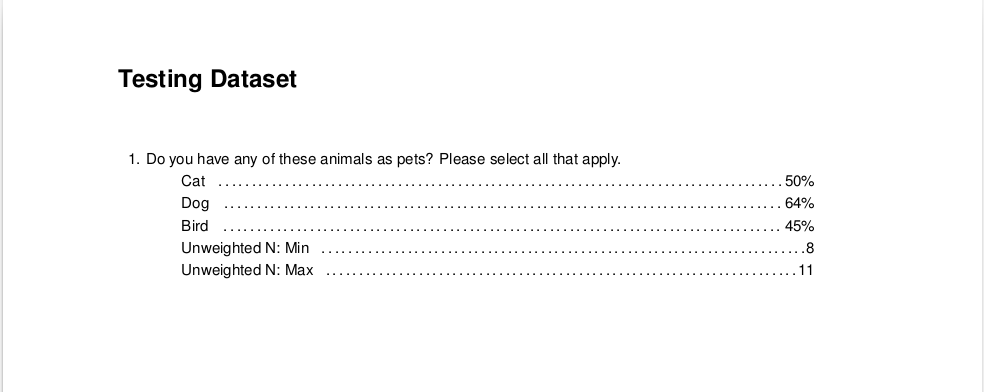 Testing Dataset
1. Do you have any of these animals as pets? Please select all that apply.
Cat ........................................................................................ 50%
Dog ....................................................................................... 64%
Bird ....................................................................................... 45%
Unweighted N: Min ......................................................................... 8
Unweighted N: Max ........................................................................ 11